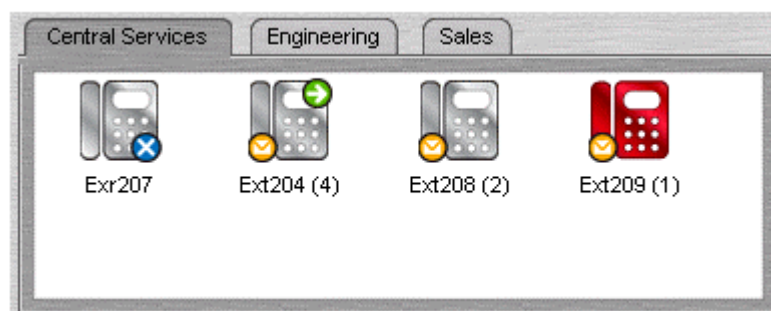 Central Services Engineering Sales
Exr207 Ext204 (4) Ext208 (2) Ext209 (1)